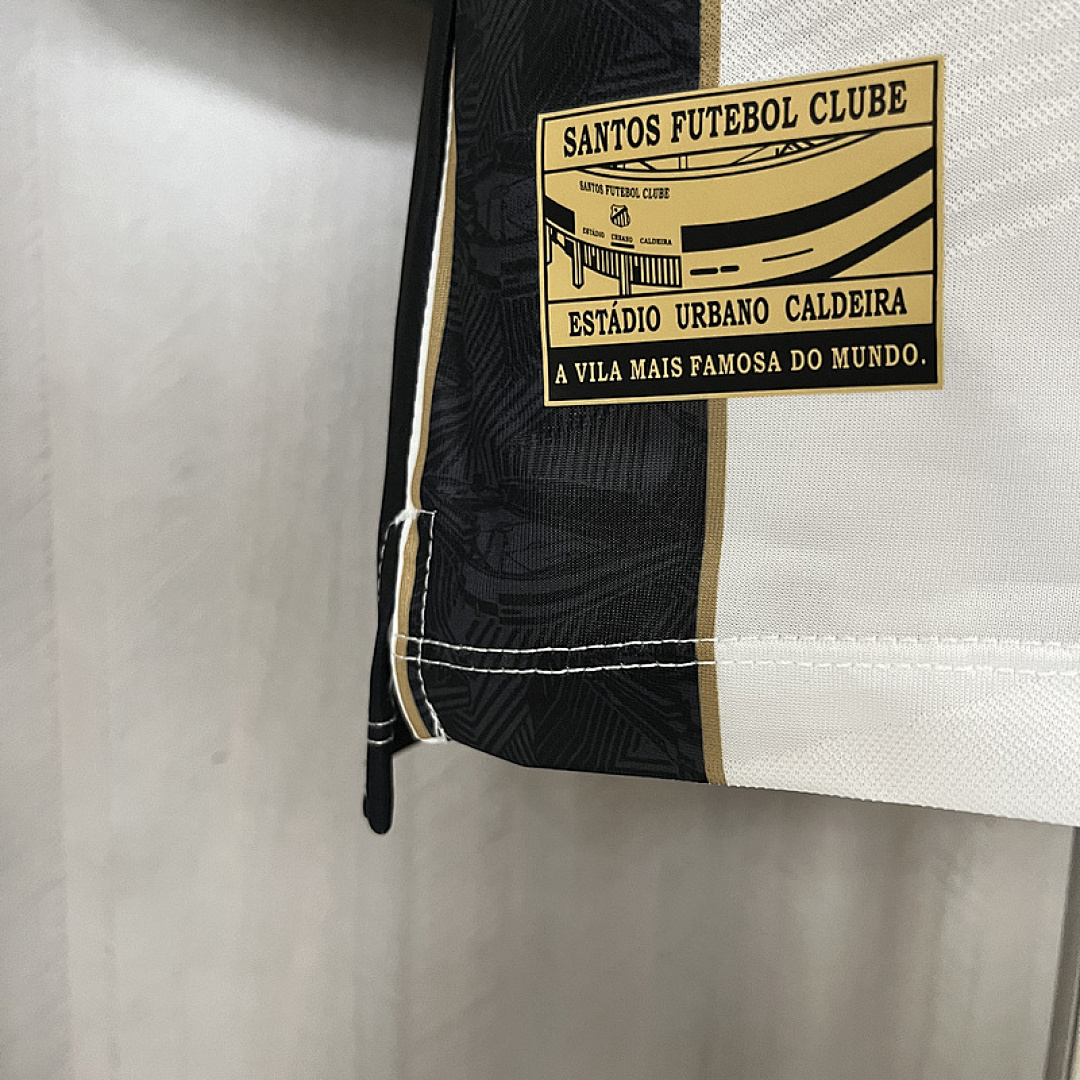 SANTOS FUTEBOL CLUBE
SANTOS FUTEBOL CLUBE
ESTÁDIO URBANO CALDEIRA
ESTÁDIO URBANO CALDEIRA
A VILA MAIS FAMOSA DO MUNDO.